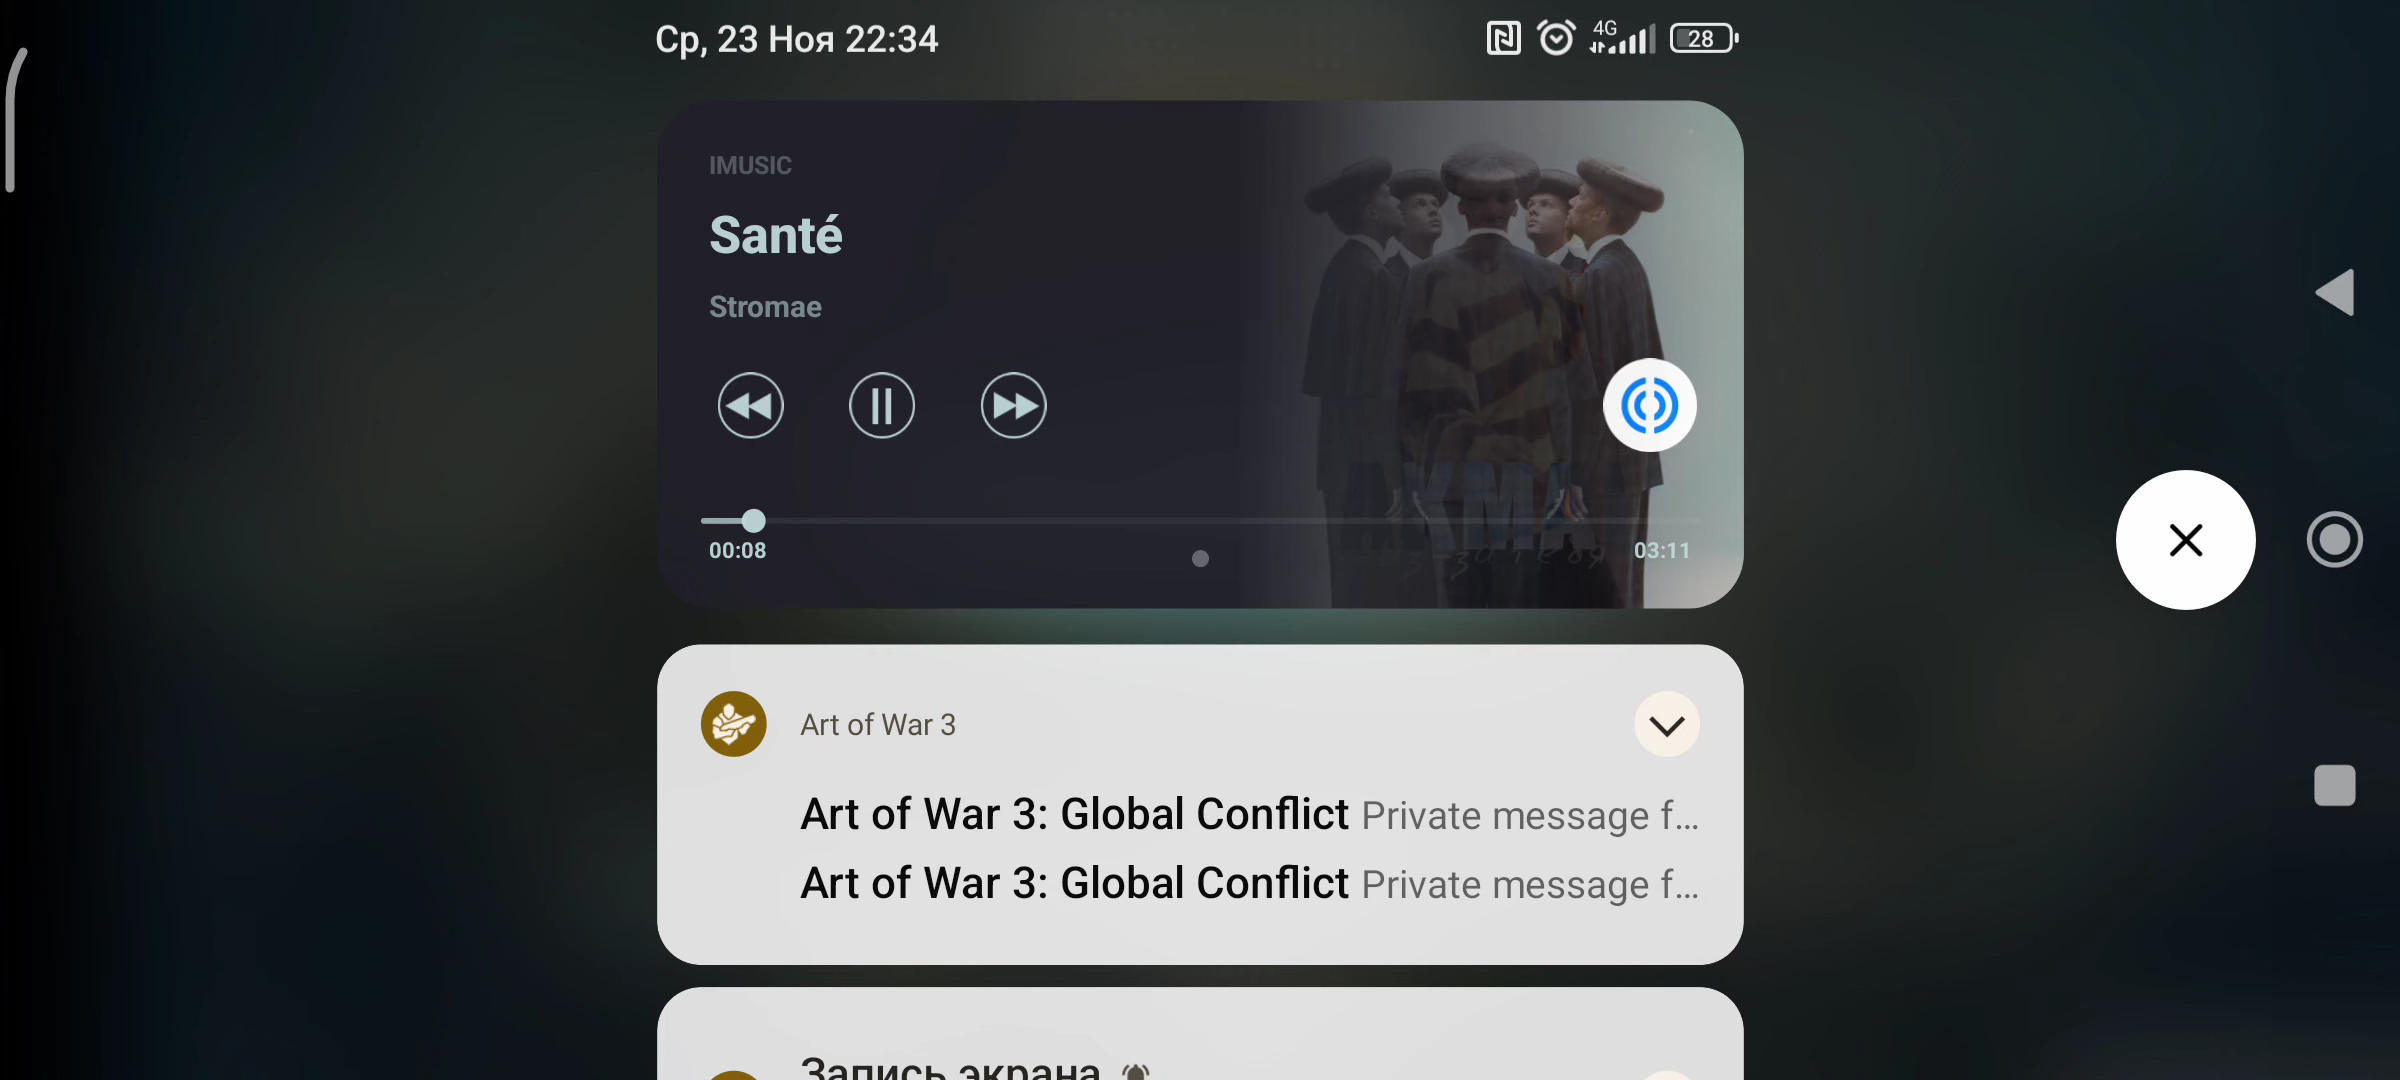 Ср, 23 Ноя 22:34
4G
28
IMUSIC
Santé
Stromae
00:08
03:11
Art of War 3
Art of War 3: Global Conflict Private message f...
Art of War 3: Global Conflict Private message f...
Запись экрана